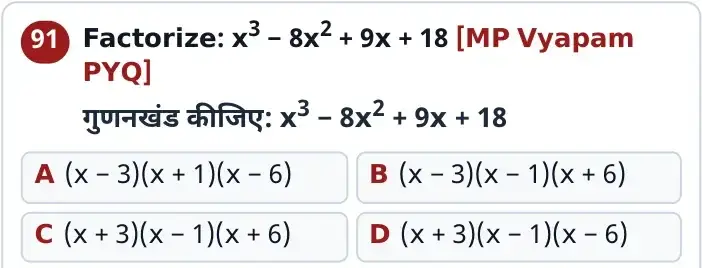 91 Factorize: x³ − 8x² + 9x + 18 [MP Vyapam
PYQ]
गुणनखंड कीजिए: x³ − 8x² + 9x + 18
A (x − 3)(x + 1)(x − 6)
B (x − 3)(x − 1)(x + 6)
C (x + 3)(x − 1)(x + 6)
D (x + 3)(x − 1)(x − 6)